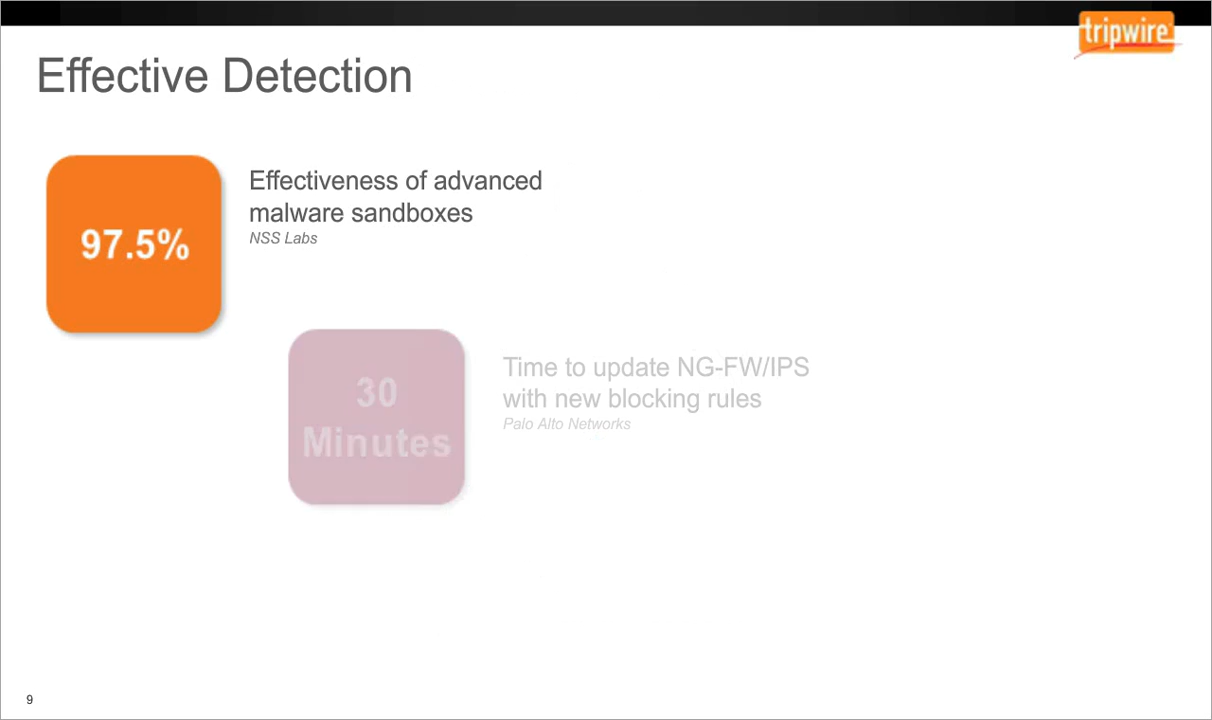 tripwire
Effective Detection
97.5%
Effectiveness of advanced
malware sandboxes
NSS Labs
30
Minutes
Time to update NG-FW/IPS
with new blocking rules
Palo Alto Networks
9